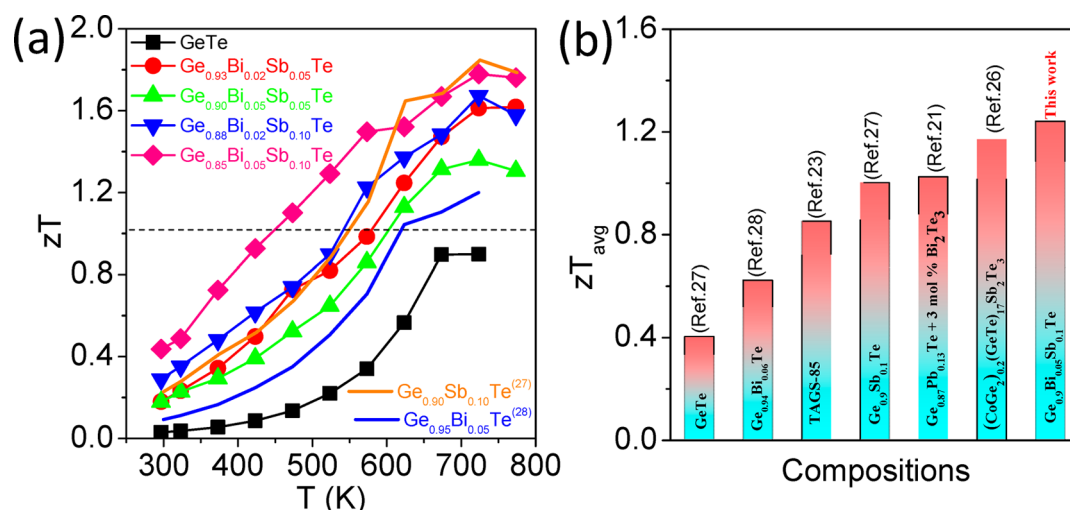 (a)
2.0
1.6
1.2
0.8
0.4
0.0
zT
GeTe
Ge0.93Bi0.02Sb0.05Te
Ge0.90Bi0.05Sb0.05Te
Ge0.88Bi0.02Sb0.10Te
Ge0.85Bi0.05Sb0.10Te
Ge0.90Sb0.10Te(27)
Ge0.95Bi0.05Te(28)
300 400 500 600 700 800
T (K)
(b)
1.6
1.2
0.8
0.4
0.0
zTavg
(Ref.27)
GeTe
(Ref.28)
Ge0.94Bi0.06Te
(Ref.23)
TAGS-85
(Ref.27)
Ge0.9Sb0.1Te
(Ref.21)
Ge0.87Pb0.13Te + 3 mol % Bi2Te3
(Ref.26)
(CoGe2)0.2(GeTe)17Sb2Te3
This work
Ge0.9Bi0.05Sb0.1Te
Compositions